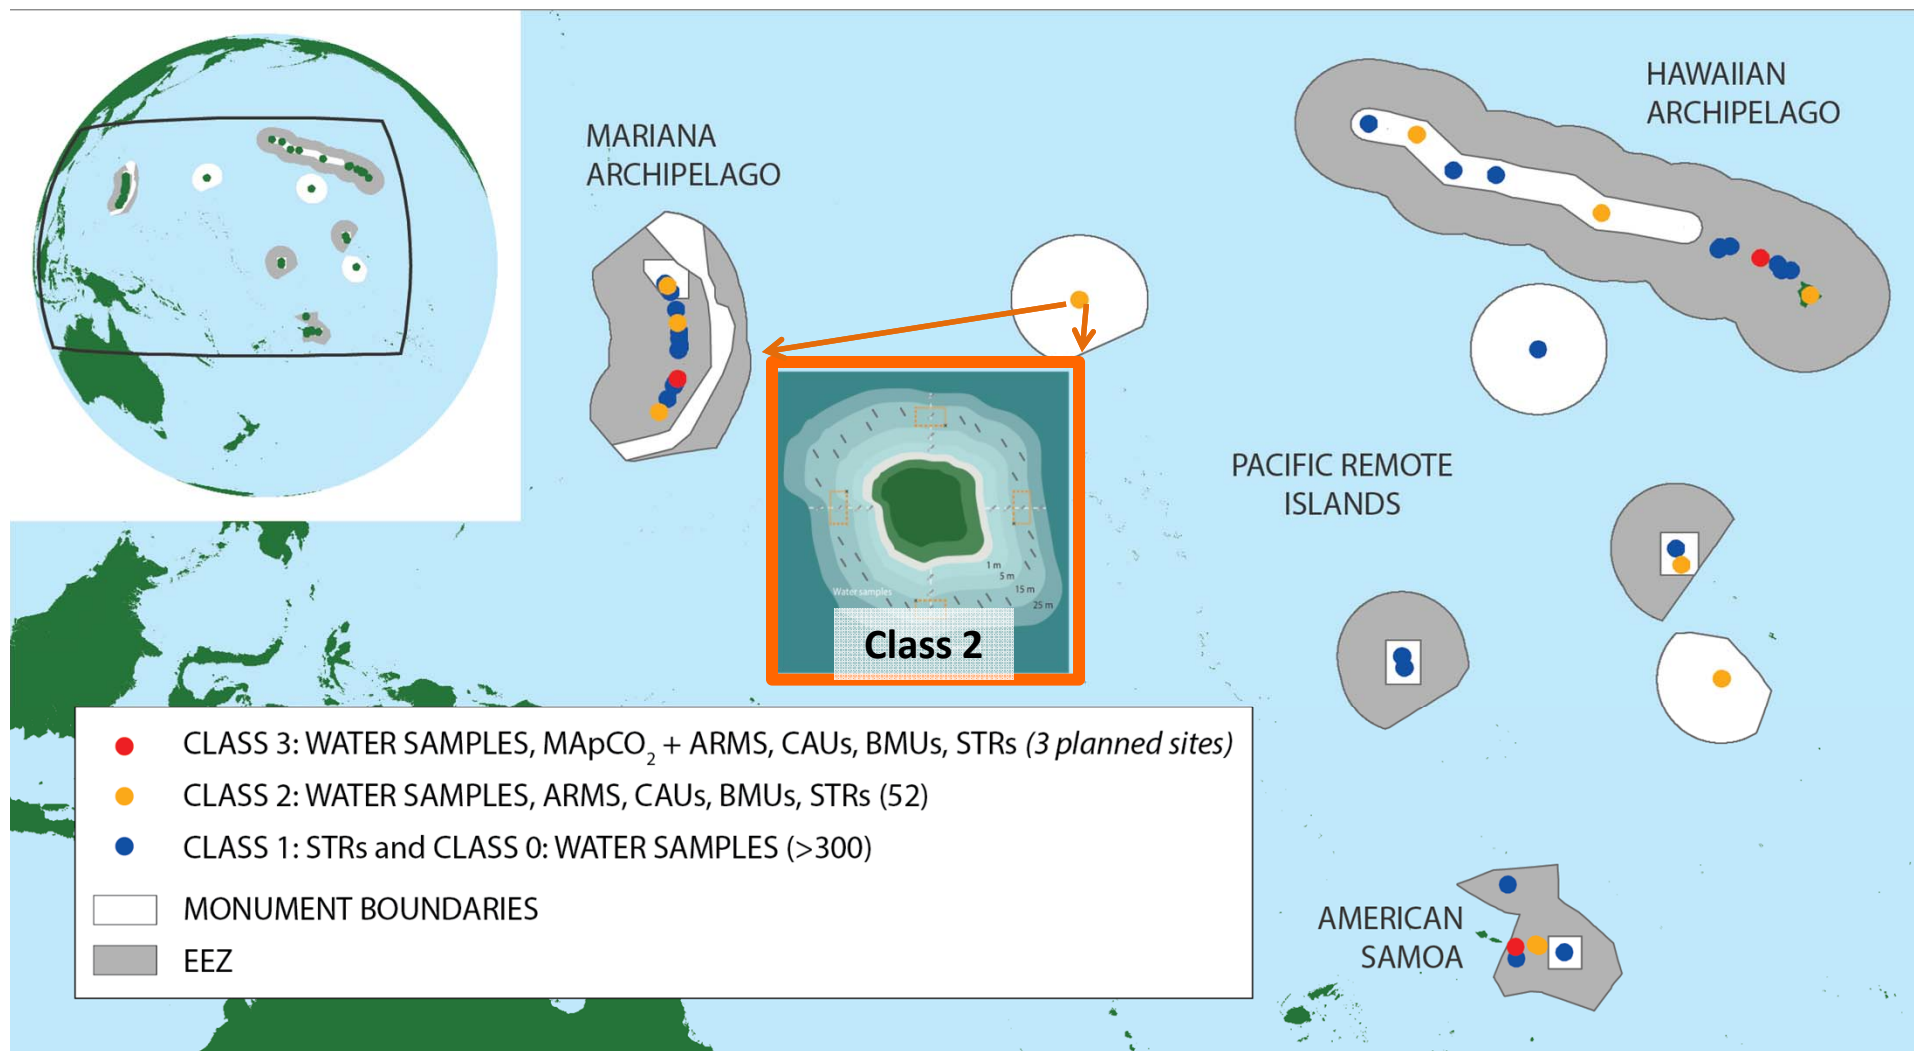 HAWAIIAN
ARCHIPELAGO
MARIANA
ARCHIPELAGO
PACIFIC REMOTE
ISLANDS
1 m
5 m
15 m
25 m
Water samples
Class 2
CLASS 3: WATER SAMPLES, MApCO₂ + ARMS, CAUs, BMUs, STRs (3 planned sites)
CLASS 2: WATER SAMPLES, ARMS, CAUs, BMUs, STRs (52)
CLASS 1: STRs and CLASS 0: WATER SAMPLES (>300)
MONUMENT BOUNDARIES
EEZ
AMERICAN
SAMOA